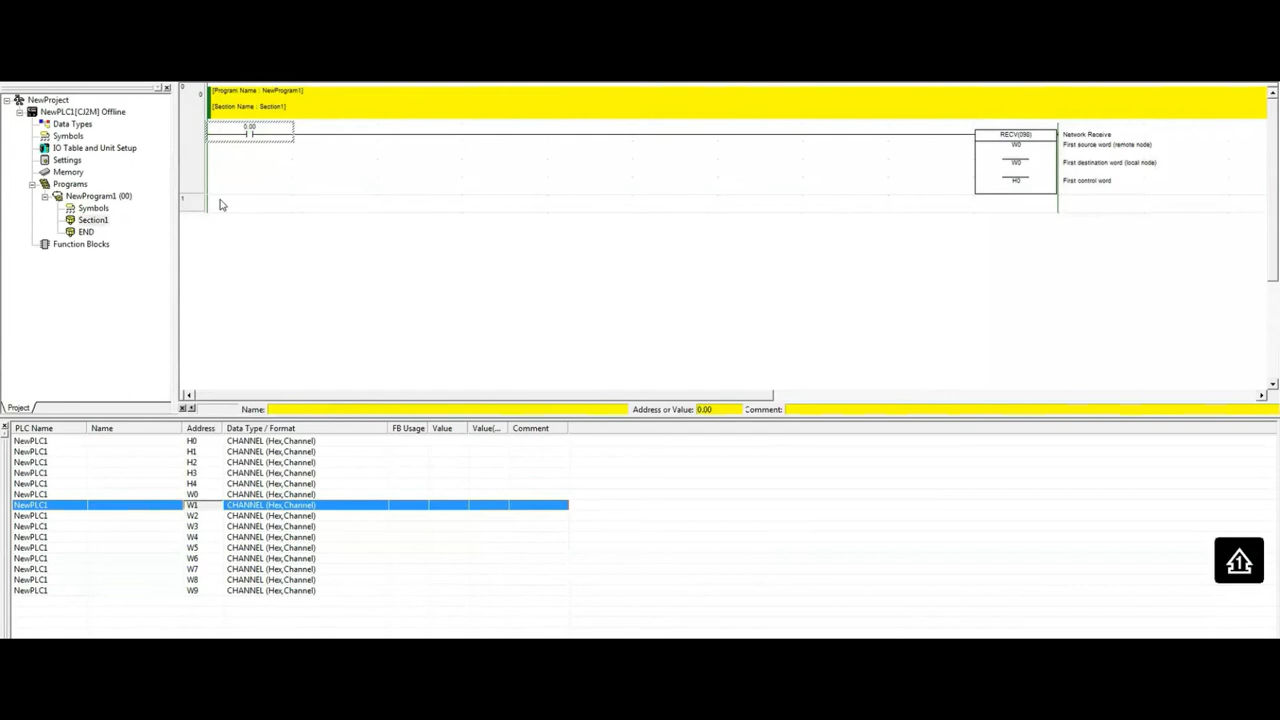 NewProject
NewPLC1[CJ2M] Offline
Data Types
Symbols
IO Table and Unit Setup
Settings
Memory
Programs
NewProgram1 (00)
Symbols
Section1
END
Function Blocks
Project
0
0
[Program Name : NewProgram1]
[Section Name : Section1]
0.00
RECV(098)
Network Receive
W0
First source word (remote node)
W0
First destination word (local node)
H0
First control word
1
Name:
Address or Value: 0.00
Comment:
PLC Name Name Address Data Type / Format FB Usage Value Value(... Comment
NewPLC1 H0 CHANNEL (Hex,Channel)
NewPLC1 H1 CHANNEL (Hex,Channel)
NewPLC1 H2 CHANNEL (Hex,Channel)
NewPLC1 H3 CHANNEL (Hex,Channel)
NewPLC1 H4 CHANNEL (Hex,Channel)
NewPLC1 W0 CHANNEL (Hex,Channel)
NewPLC1 W1 CHANNEL (Hex,Channel)
NewPLC1 W2 CHANNEL (Hex,Channel)
NewPLC1 W3 CHANNEL (Hex,Channel)
NewPLC1 W4 CHANNEL (Hex,Channel)
NewPLC1 W5 CHANNEL (Hex,Channel)
NewPLC1 W6 CHANNEL (Hex,Channel)
NewPLC1 W7 CHANNEL (Hex,Channel)
NewPLC1 W8 CHANNEL (Hex,Channel)
NewPLC1 W9 CHANNEL (Hex,Channel)
1